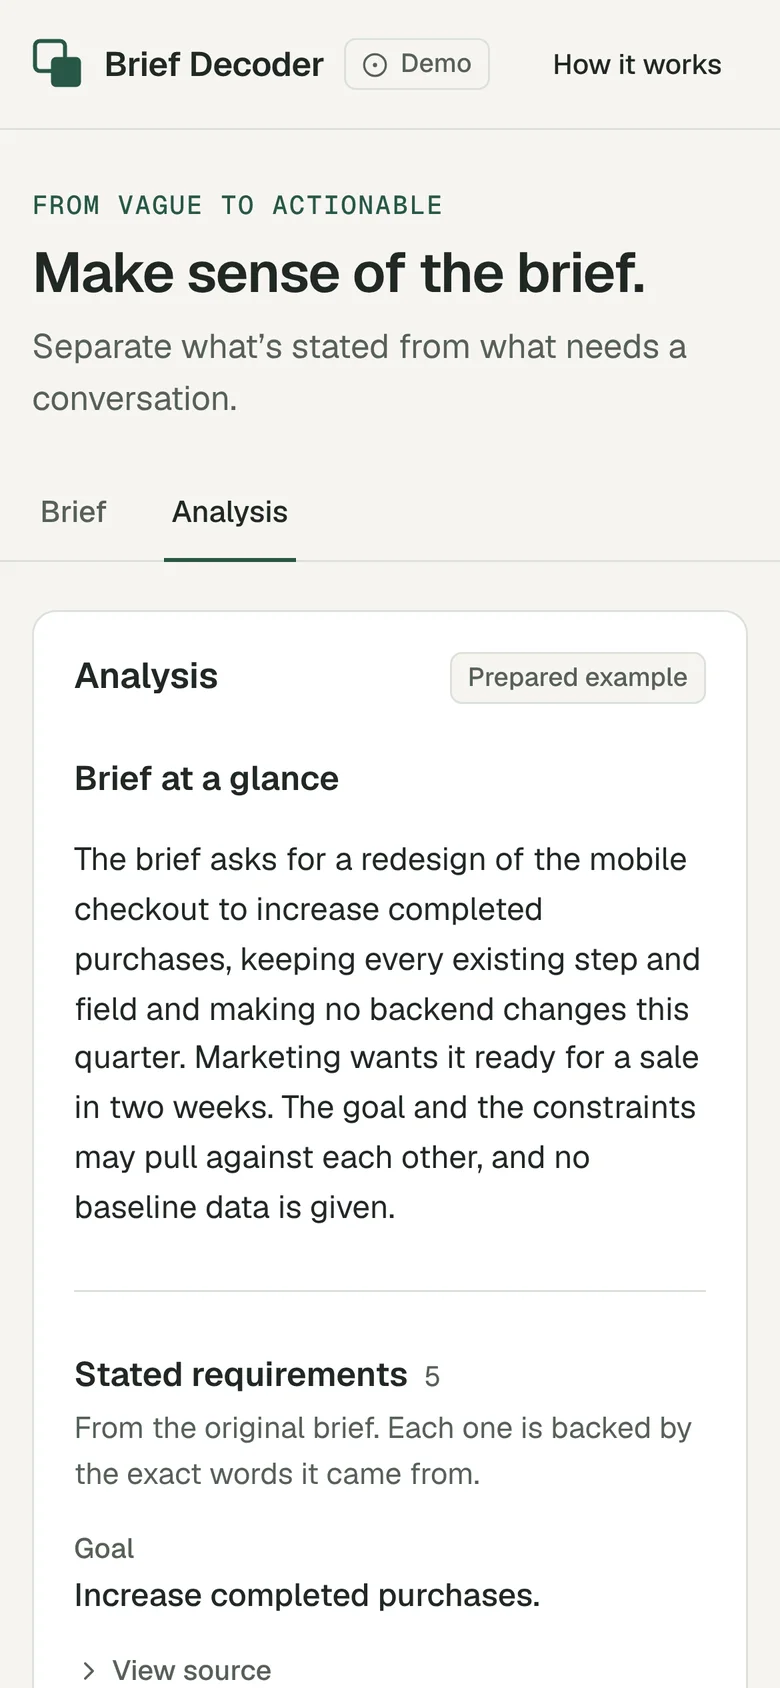 Brief Decoder
Demo
How it works
FROM VAGUE TO ACTIONABLE
Make sense of the brief.
Separate what’s stated from what needs a
conversation.
Brief
Analysis
Analysis
Prepared example
Brief at a glance
The brief asks for a redesign of the mobile
checkout to increase completed
purchases, keeping every existing step and
field and making no backend changes this
quarter. Marketing wants it ready for a sale
in two weeks. The goal and the constraints
may pull against each other, and no
baseline data is given.
Stated requirements 5
From the original brief. Each one is backed by
the exact words it came from.
Goal
Increase completed purchases.
View source